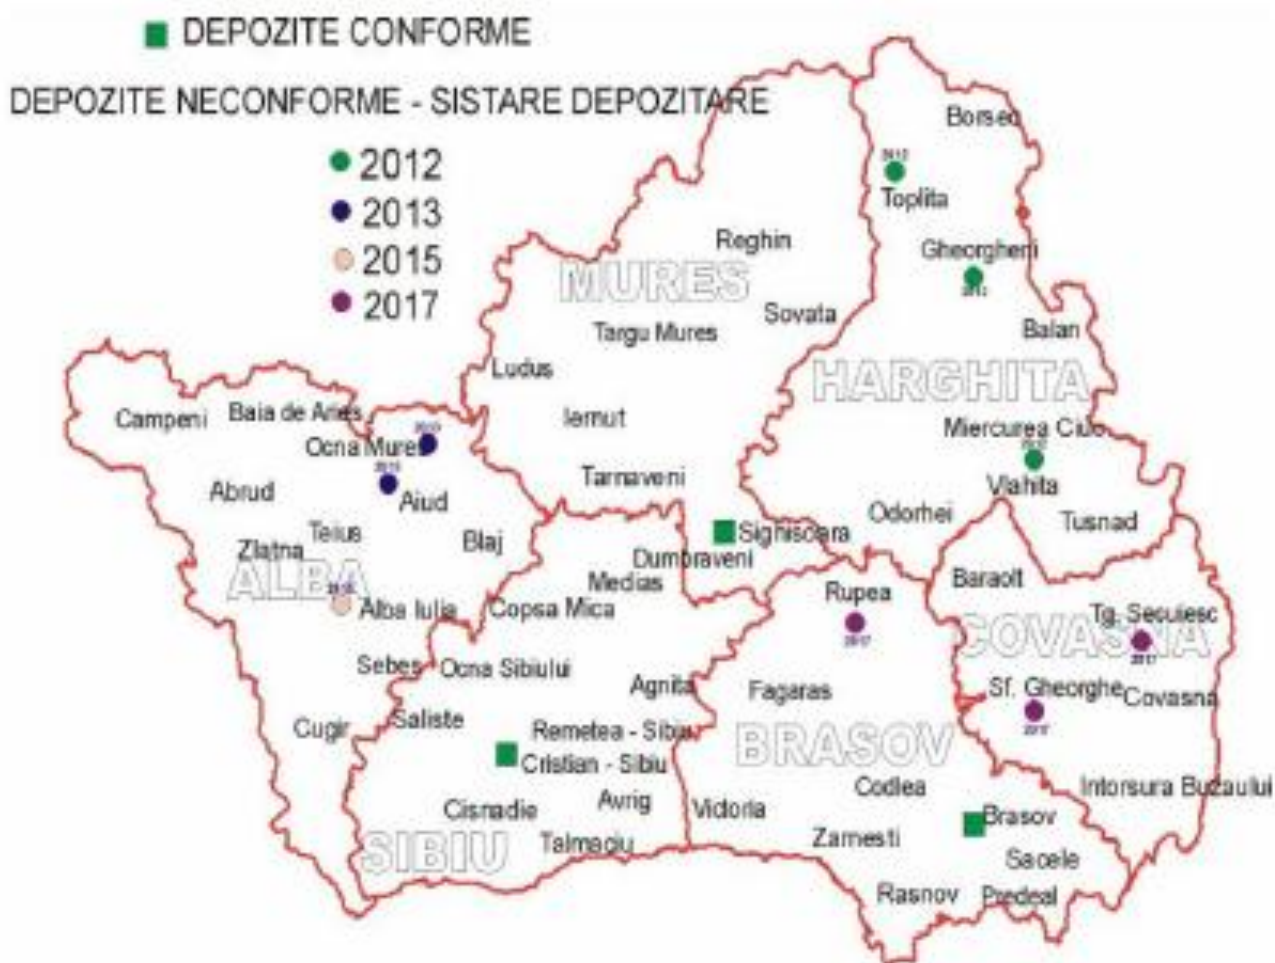 DEPOZITE CONFORME
DEPOZITE NECONFORME - SISTARE DEPOZITARE
2012
2013
2015
2017
Borsec
2012
Toplita
Reghin
Gheorgheni
MURES
Sovata
Targu Mures
Balan
Ludus
HARGHITA
Campeni
Baia de Aries
Iernut
Miercurea Ciuc
Ocna Mures
Tarnaveni
Vlahita
Abrud
Aiud
Odorhei
Tusnad
Teius
Blaj
Sighisoara
Zlatna
Dumbraveni
ALBA
Medias
Baraolt
Rupea
Alba Iulia
Copsa Mica
Tg. Secuiesc
2017
COVASNA
2017
Sebes
Ocna Sibiului
Agnita
Fagaras
Sf. Gheorghe
Covasna
Cugir
Saliste
Remetea - Sibiu
2017
BRASOV
Cristian - Sibiu
Codlea
Intorsura Buzaului
Cisnadie
Avrig
Victoria
Brasov
SIBIU
Talmaciu
Zarnesti
Sacele
Rasnov
Predeal